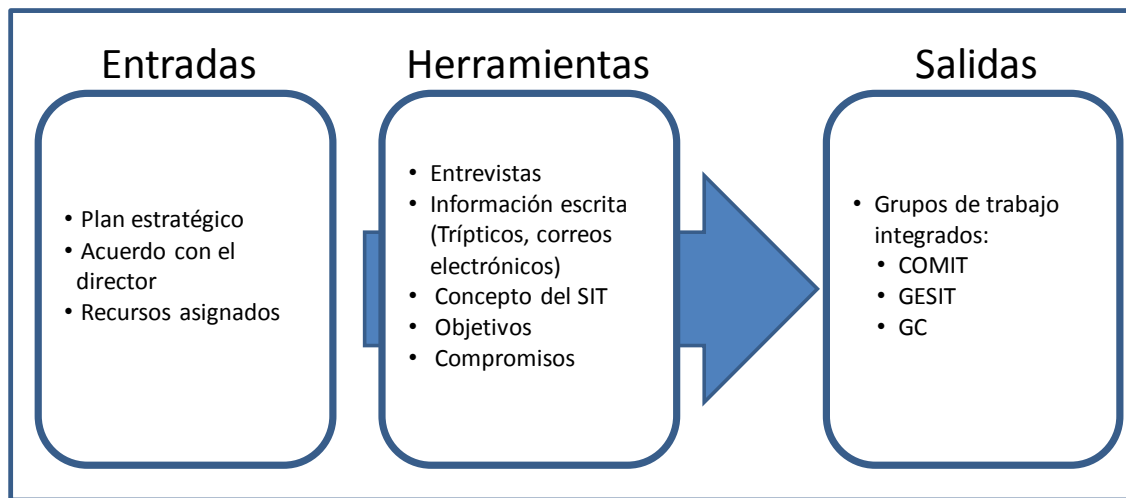 Entradas
• Plan estratégico
• Acuerdo con el
director
• Recursos asignados
Herramientas
• Entrevistas
• Información escrita
(Trípticos, correos
electrónicos)
• Concepto del SIT
• Objetivos
• Compromisos
Salidas
• Grupos de trabajo
integrados:
• COMIT
• GESIT
• GC